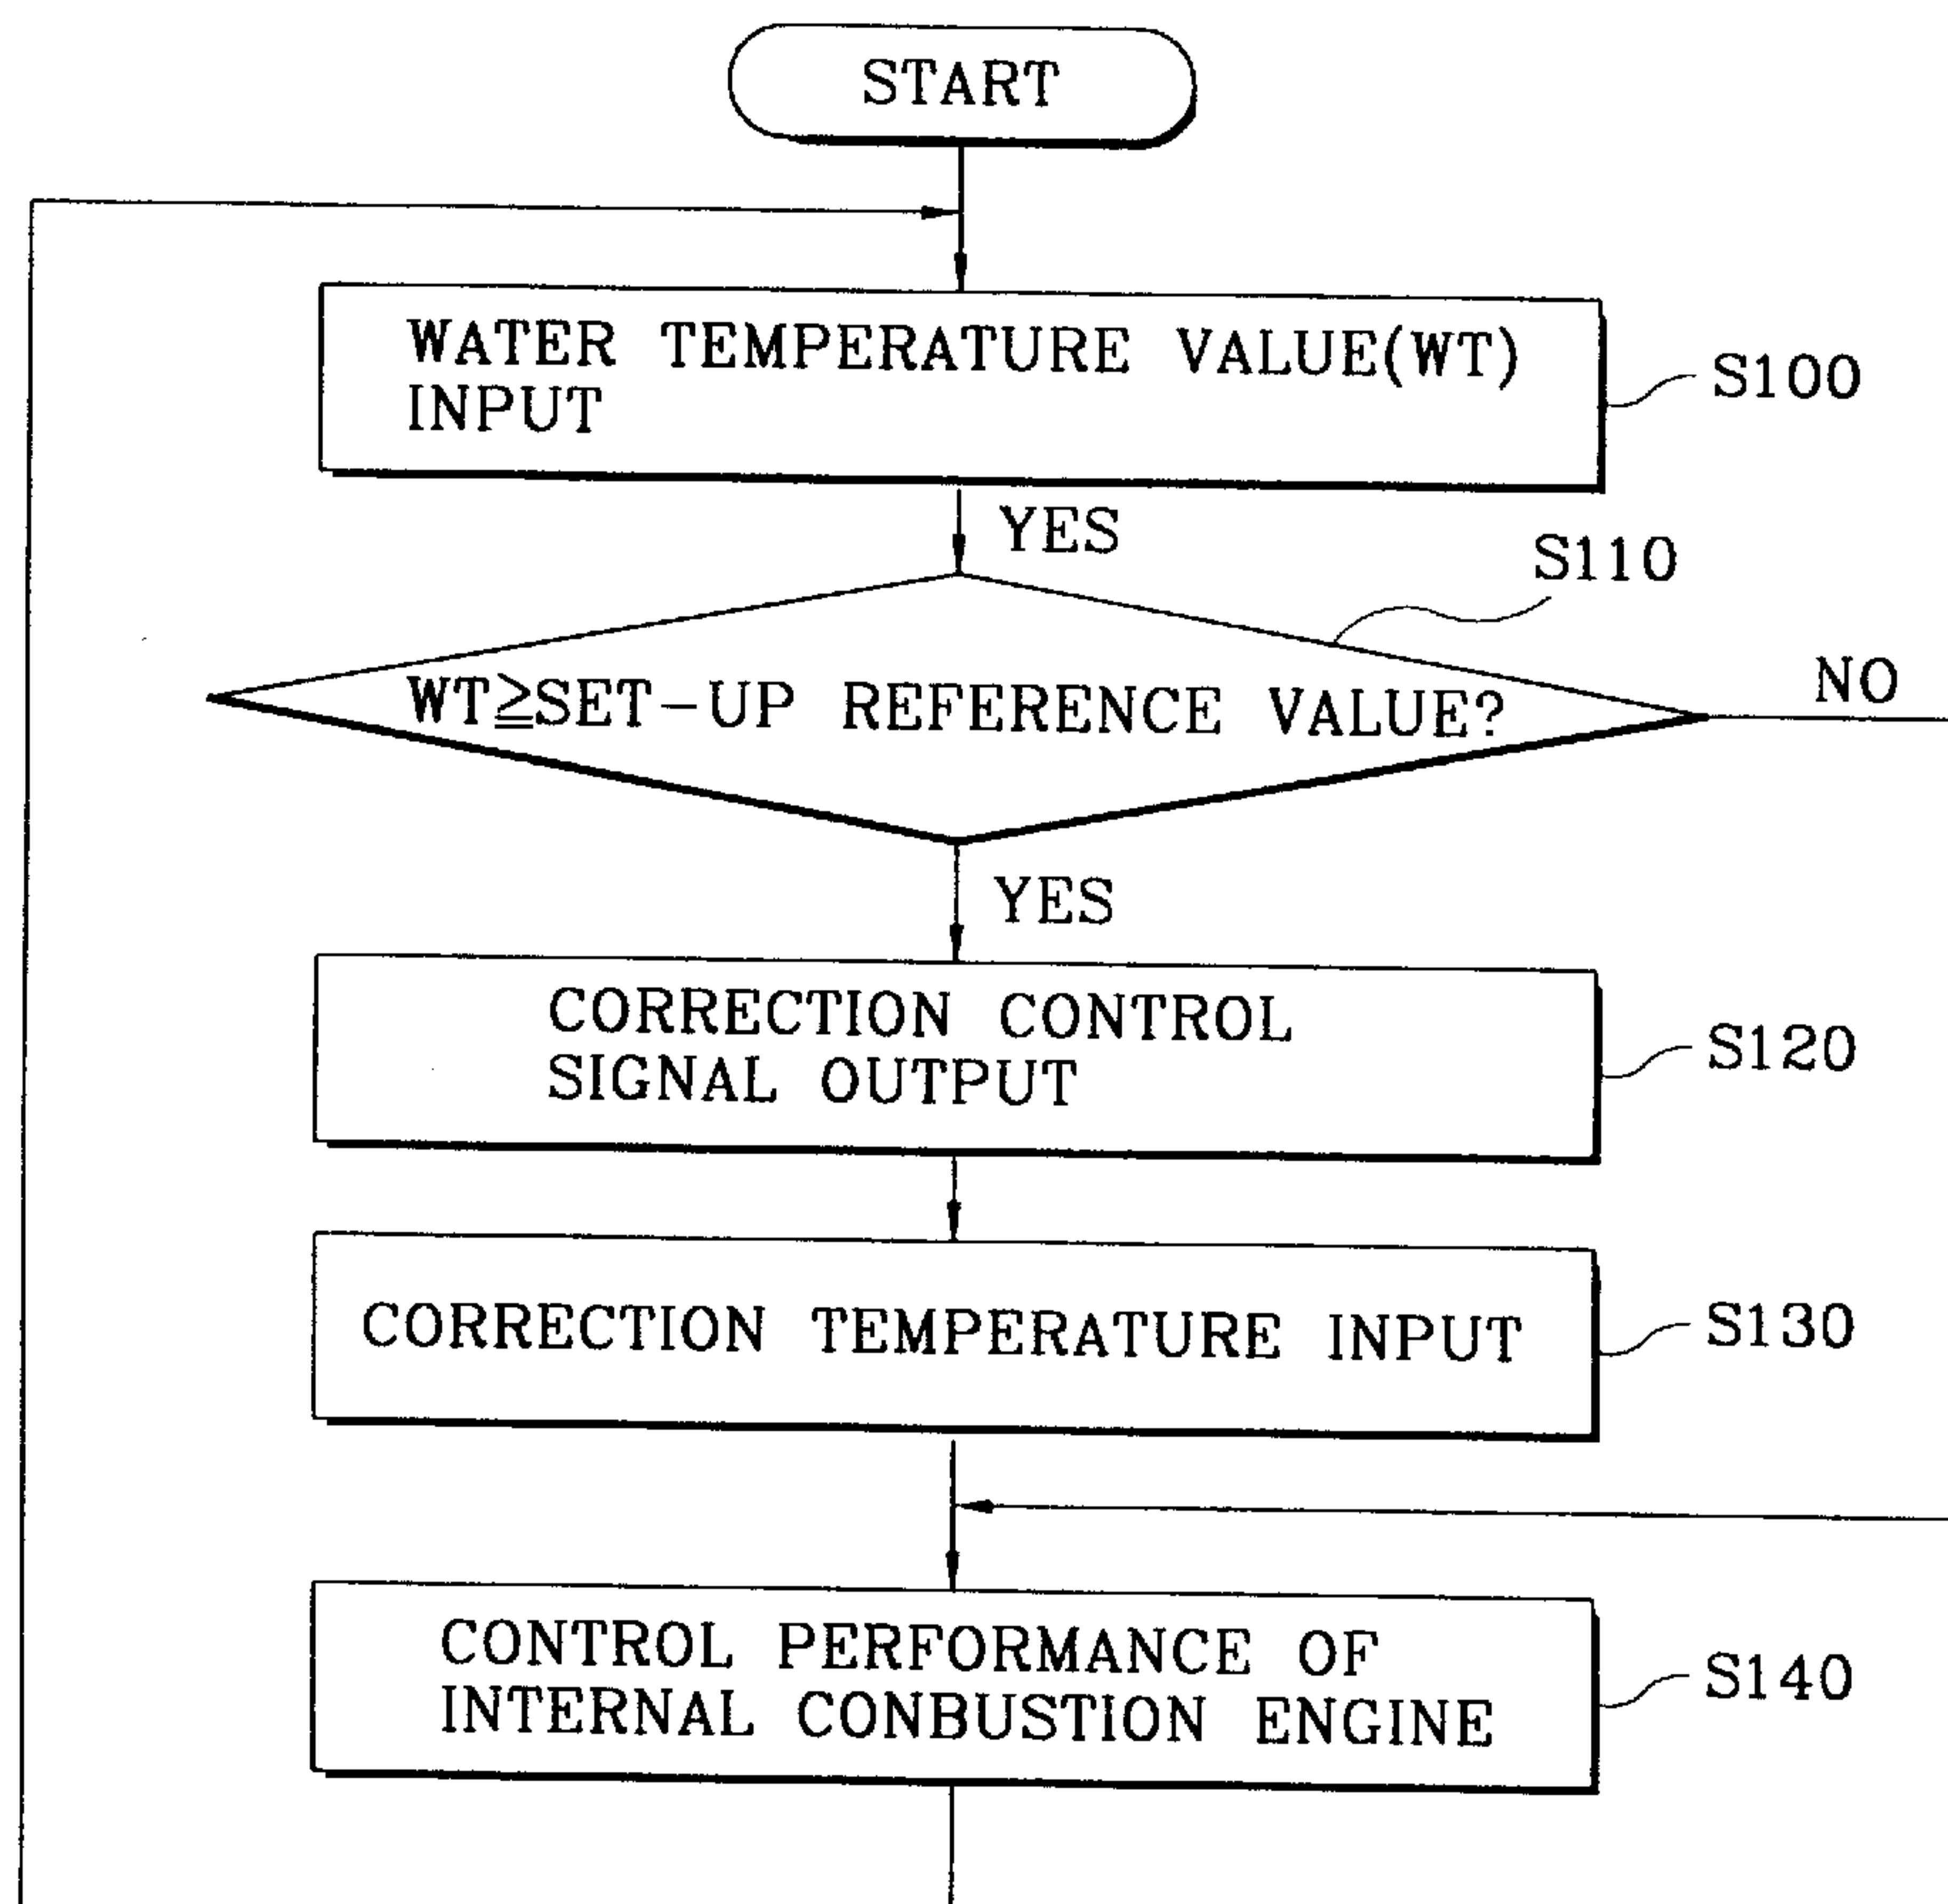 START
WATER TEMPERATURE VALUE(WT)
INPUT
S100
YES
S110
WT≧SET-UP REFERENCE VALUE?
NO
YES
CORRECTION CONTROL
SIGNAL OUTPUT
S120
CORRECTION TEMPERATURE INPUT
S130
CONTROL PERFORMANCE OF
INTERNAL CONBUSTION ENGINE
S140